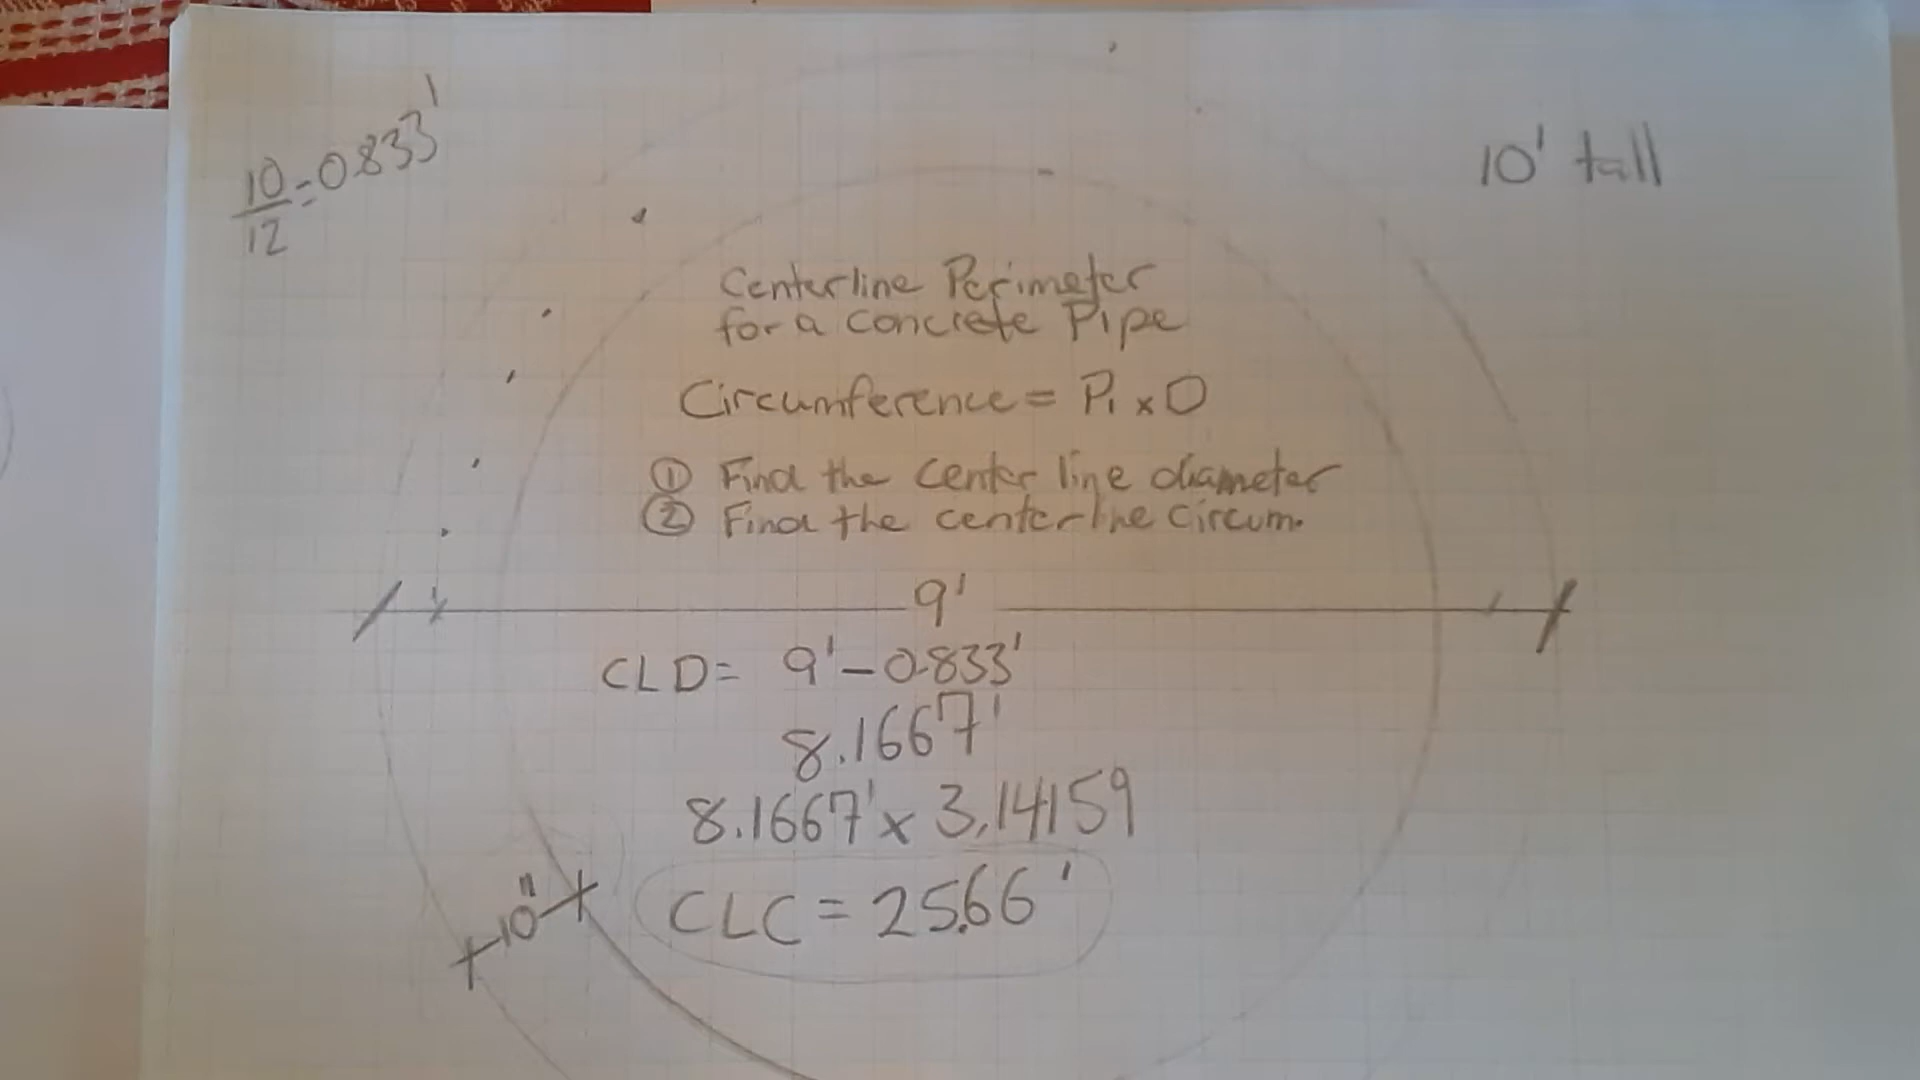 10/12=0.833'
10' tall
Centerline Perimeter
for a concrete Pipe
Circumference = Pi x D
① Find the center line diameter
② Find the centerline circum.
9'
CLD= 9'-0.833'
8.1667'
8.1667' x 3.14159
10"
CLC = 25.66'